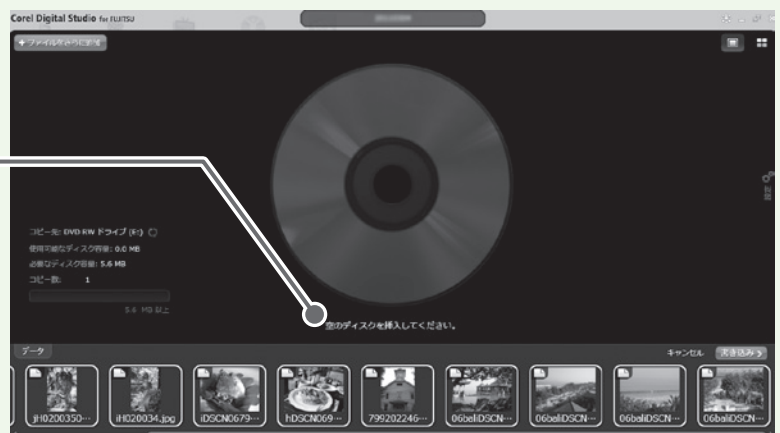 Corel Digital Studio for FUJITSU
+ ファイルをさらに追加
コピー先: DVD RW ドライブ (E:)
使用可能なディスク容量: 0.0 MB
必要なディスク容量: 5.6 MB
コピー数: 1
5.6 MB 以上
空のディスクを挿入してください。
データ
キャンセル
書き込み
jH0200350…
iH020034.jpg
iDSCN0679…
hDSCN069…
799202246…
06baliDSCN…
06baliDSCN…
06baliDSCN…
06baliDSCN…